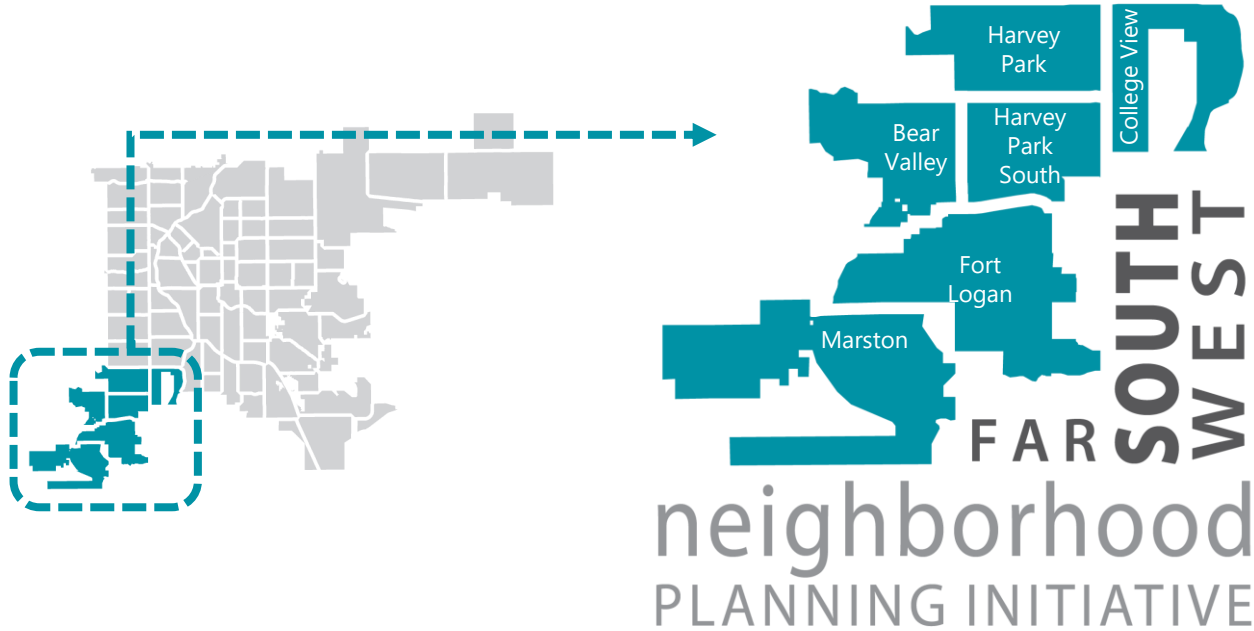 Harvey
Park
College View
Bear
Valley
Harvey
Park
South
Fort
Logan
Marston
FAR
SOUTH
WEST
neighborhood
PLANNING INITIATIVE